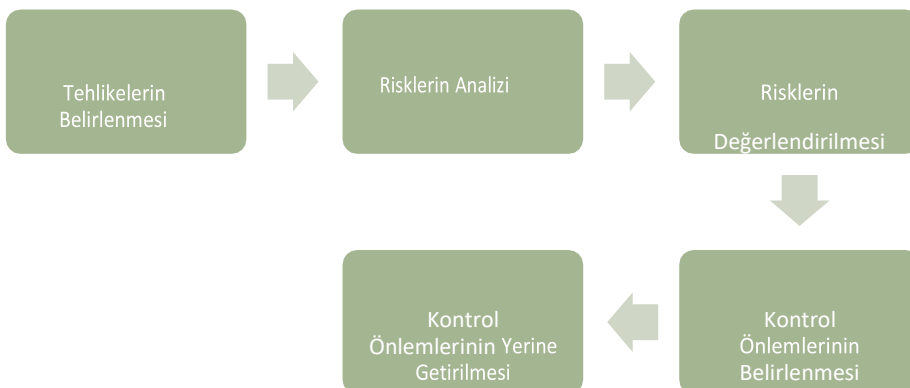 Tehlikelerin
Belirlenmesi
Risklerin Analizi
Risklerin
Değerlendirilmesi
Kontrol
Önlemlerinin
Belirlenmesi
Kontrol
Önlemlerinin Yerine
Getirilmesi